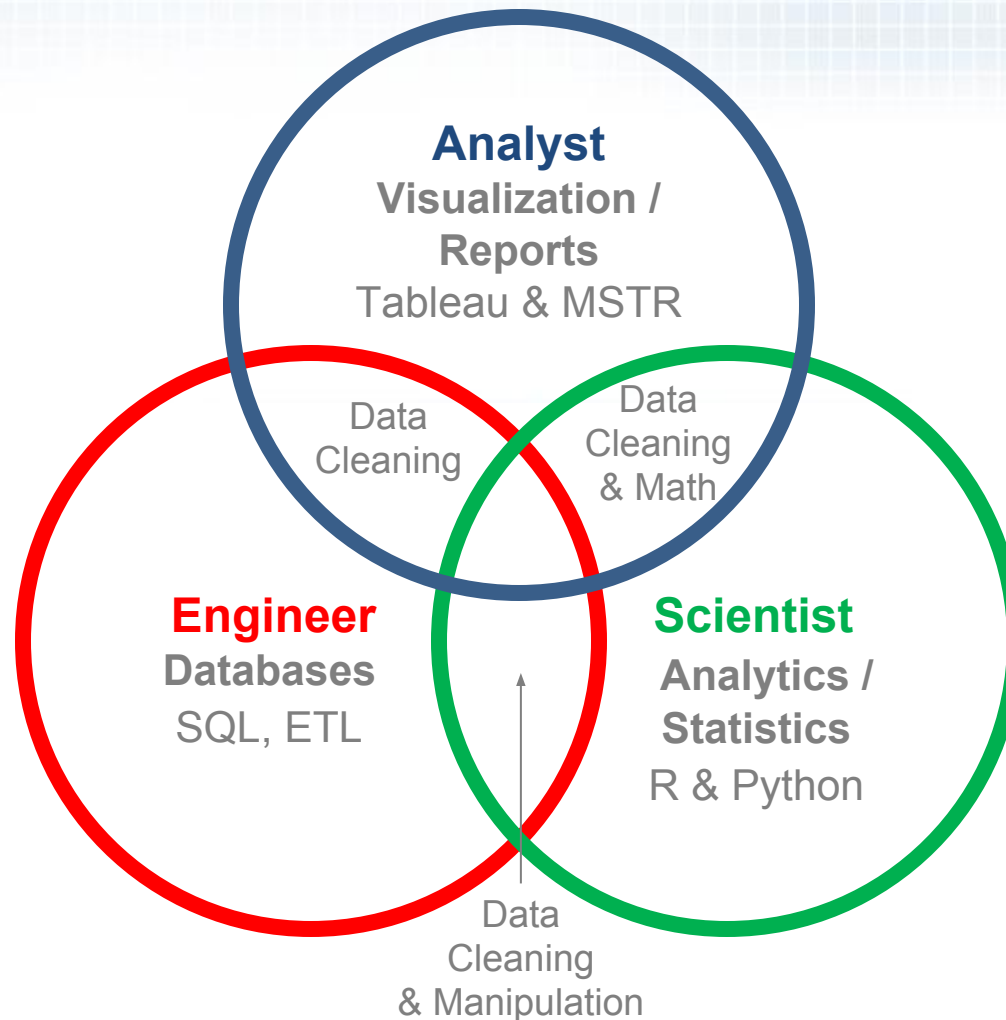 Analyst
Visualization /
Reports
Tableau & MSTR
Data
Cleaning
Data
Cleaning
& Math
Engineer
Databases
SQL, ETL
Scientist
Analytics /
Statistics
R & Python
Data
Cleaning
& Manipulation